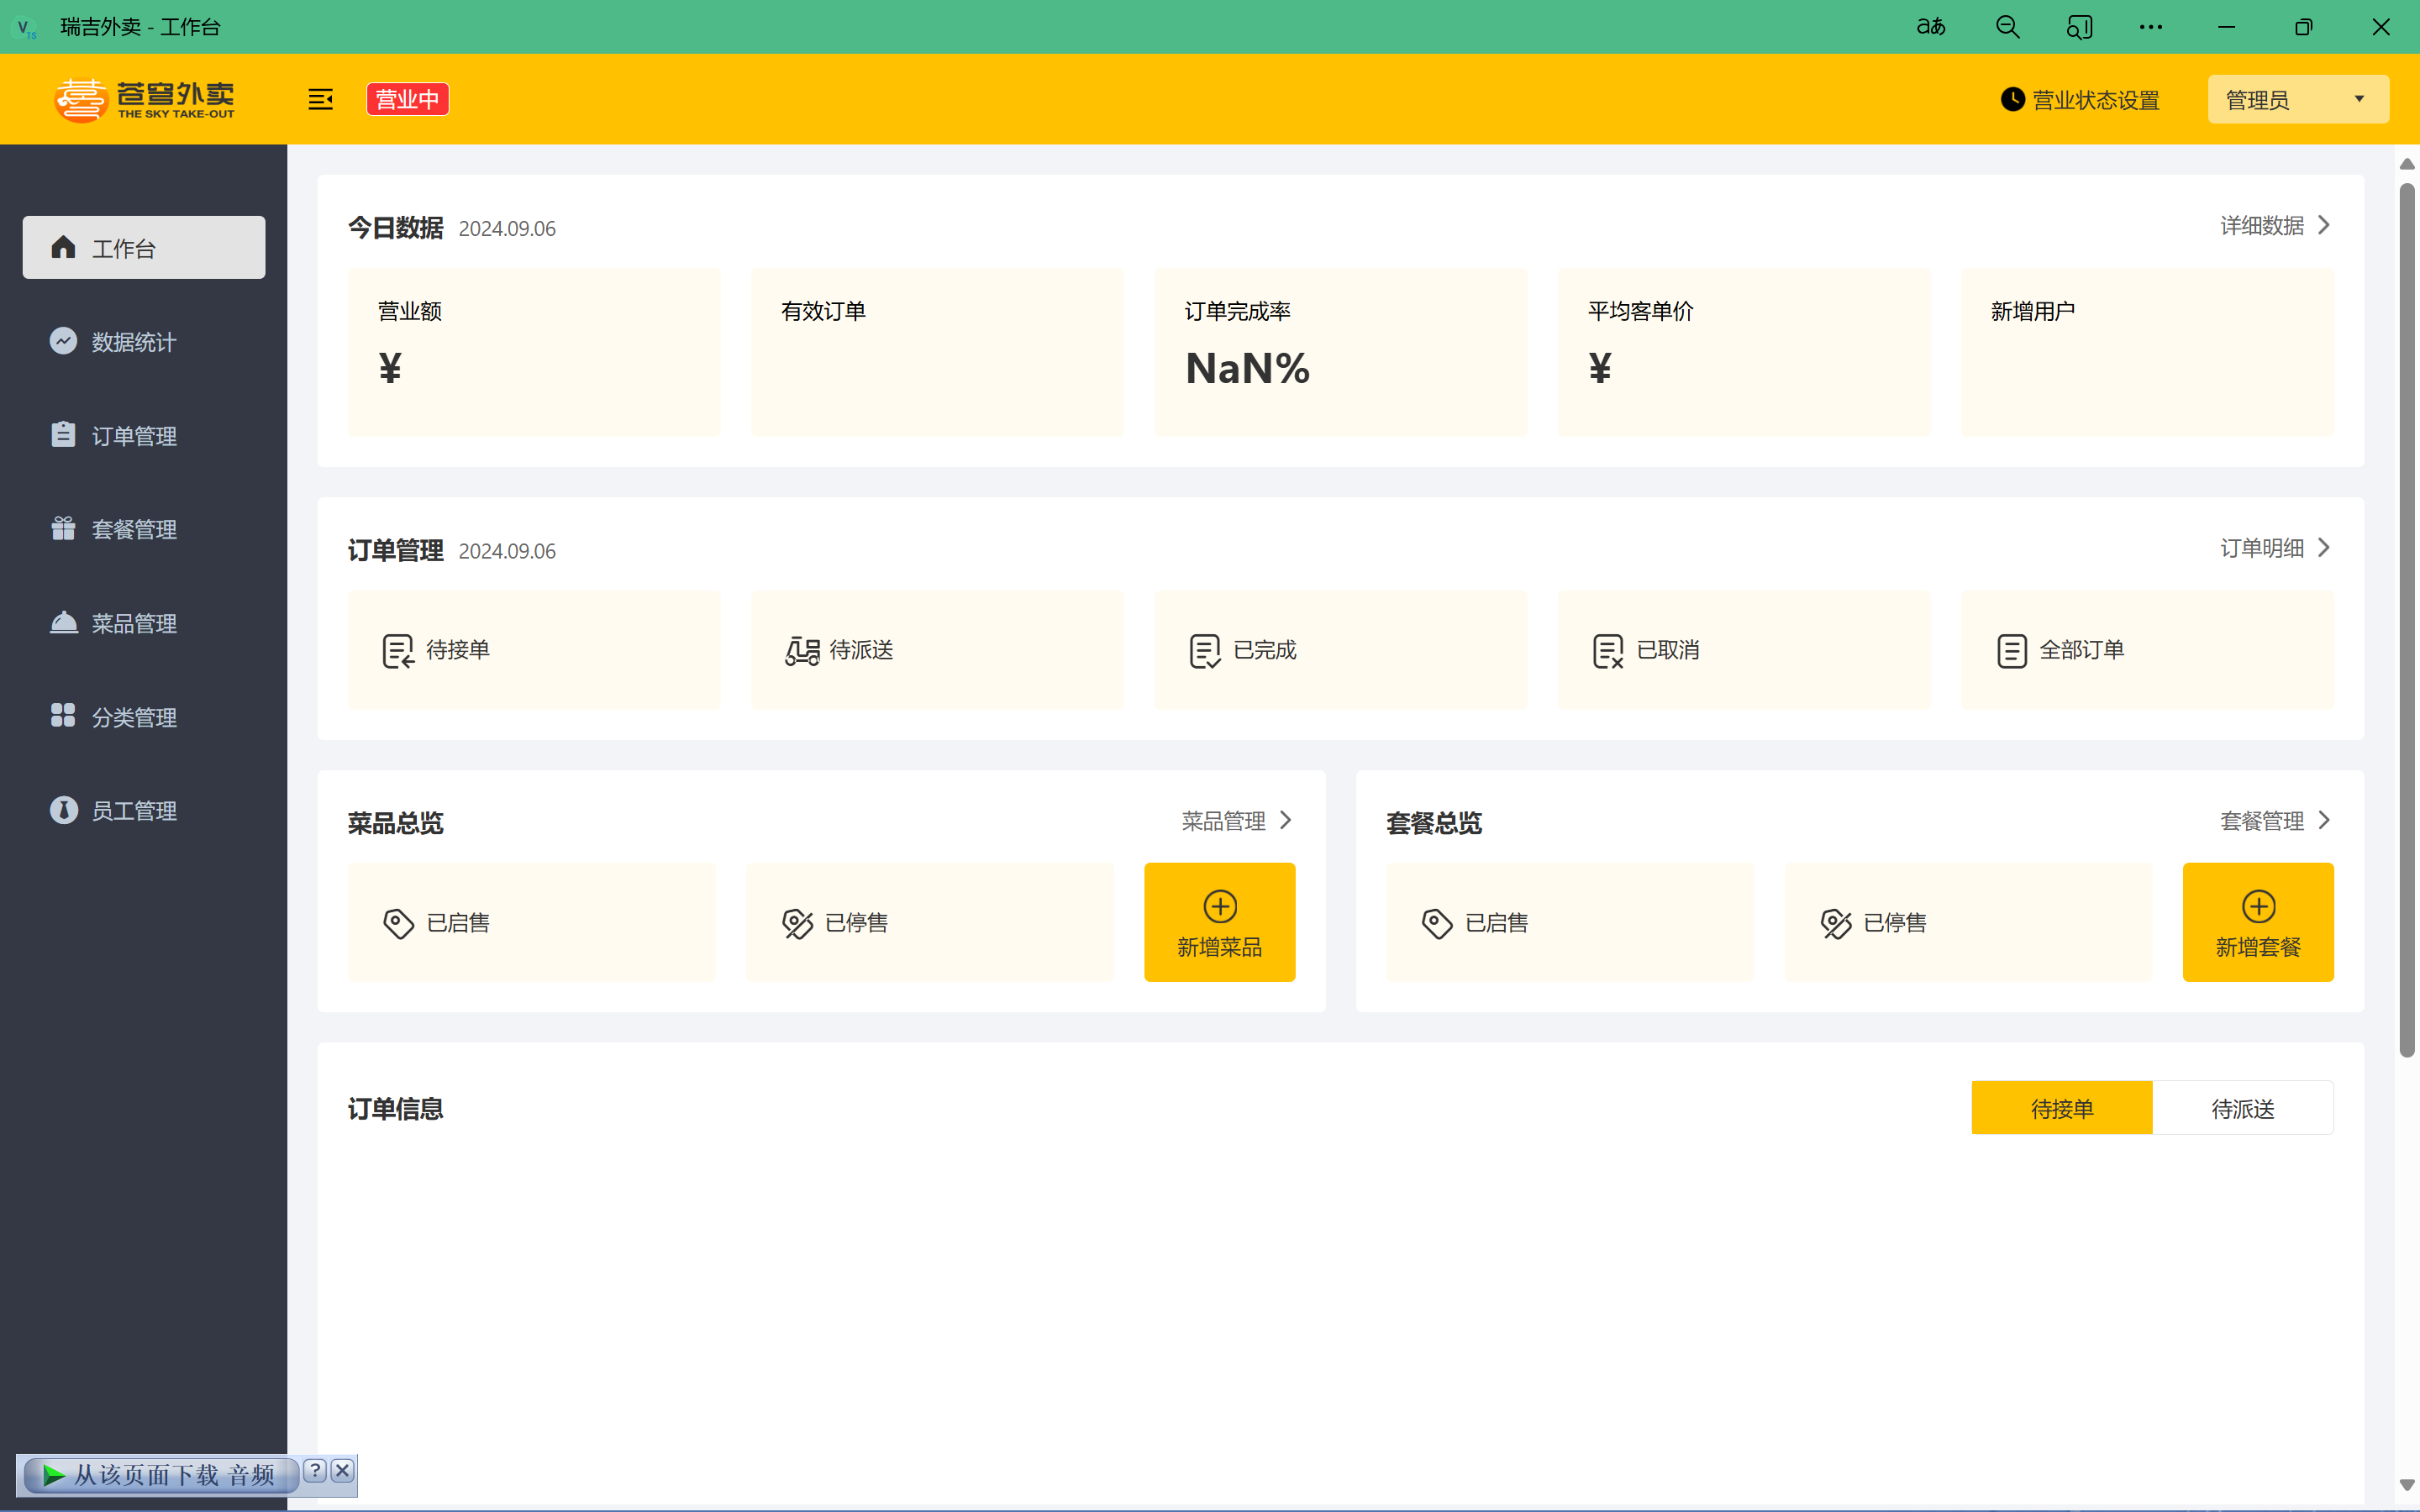 瑞吉外卖 - 工作台
aあ
苍穹外卖
THE SKY TAKE-OUT
营业中
营业状态设置
管理员
工作台
数据统计
订单管理
套餐管理
菜品管理
分类管理
员工管理
今日数据 2024.09.06
详细数据
营业额
¥
有效订单
订单完成率
NaN%
平均客单价
¥
新增用户
订单管理 2024.09.06
订单明细
待接单
待派送
已完成
已取消
全部订单
菜品总览
菜品管理
已启售
已停售
新增菜品
套餐总览
套餐管理
已启售
已停售
新增套餐
订单信息
待接单
待派送
从该页面下载 音频
?